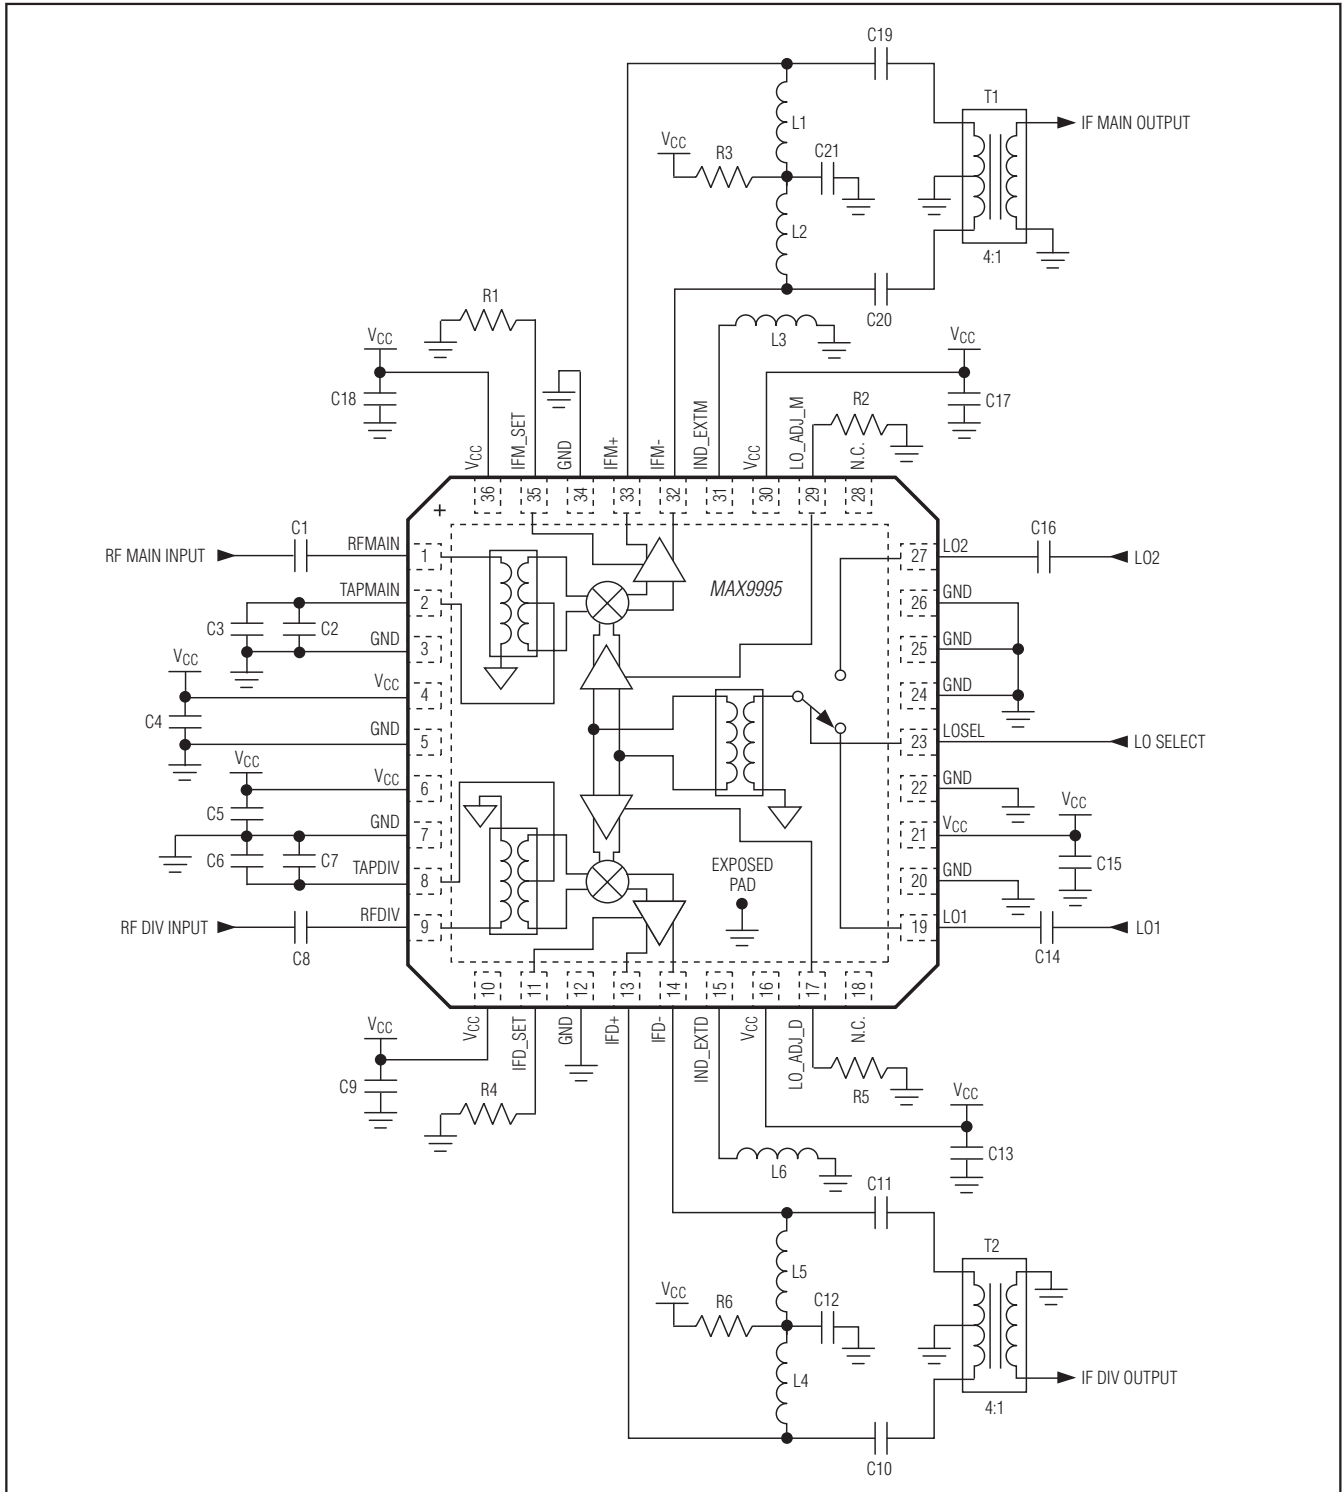 C19
T1
IF MAIN OUTPUT
L1
VCC
R3
C21
L2
4:1
C20
R1
L3
VCC
VCC
C18
C17
R2
VCC
IFM_SET
GND
IFM+
IFM-
IND_EXTM
VCC
LO_ADJ_M
N.C.
36
35
34
33
32
31
30
29
28
+
C1
RF MAIN INPUT
RFMAIN
1
MAX9995
27
LO2
C16
LO2
TAPMAIN
2
26
GND
C3
C2
GND
3
25
GND
VCC
VCC
4
24
GND
C4
GND
5
23
LOSEL
LO SELECT
VCC
VCC
6
22
GND
C5
GND
7
21
VCC
VCC
C6
C7
TAPDIV
8
EXPOSED
PAD
20
GND
C15
RF DIV INPUT
RFDIV
9
19
LO1
LO1
C8
C14
10
11
12
13
14
15
16
17
18
VCC
IFD_SET
GND
IFD+
IFD-
IND_EXTD
VCC
LO_ADJ_D
N.C.
VCC
C9
R4
R5
VCC
C13
L6
C11
T2
L5
VCC
R6
C12
L4
IF DIV OUTPUT
4:1
C10